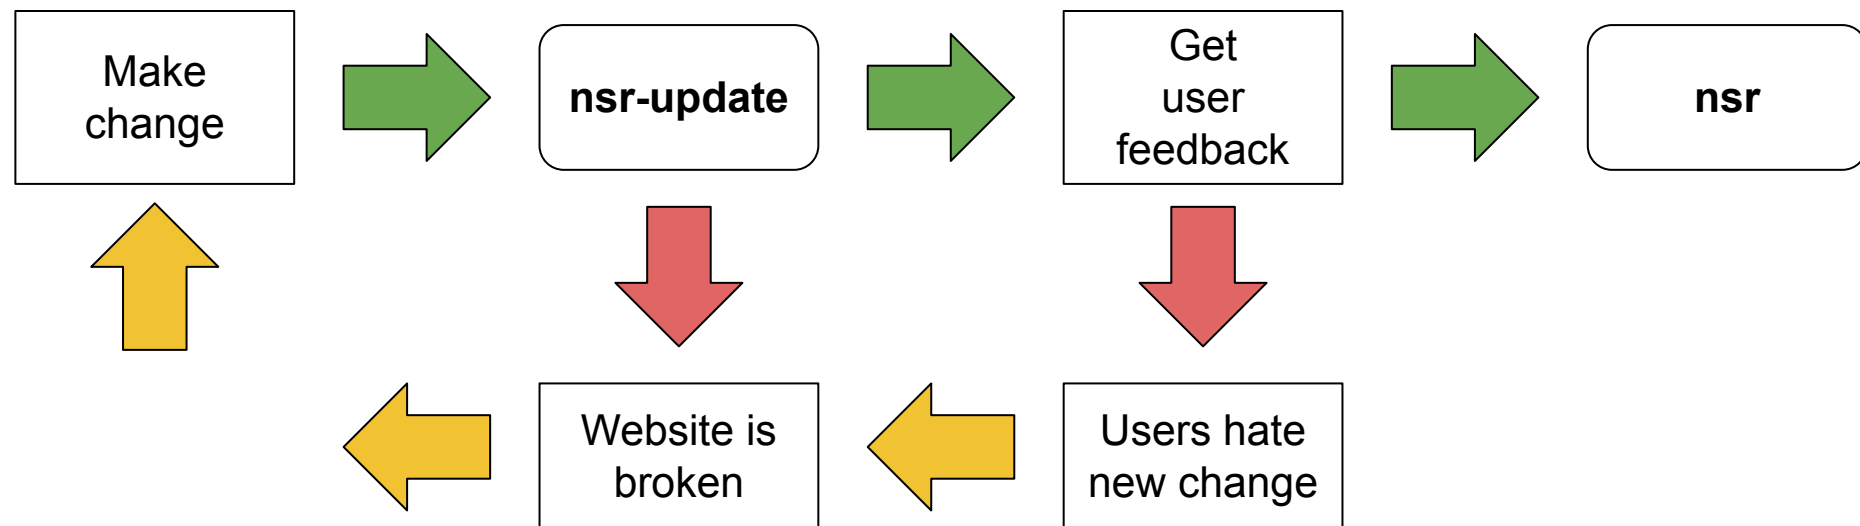 Make
change
nsr-update
Get
user
feedback
nsr
Website is
broken
Users hate
new change